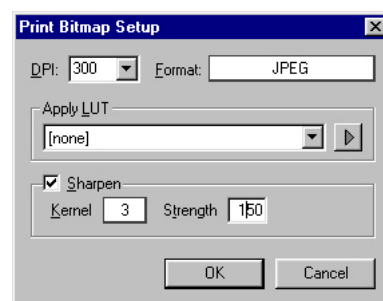 Print Bitmap Setup
DPI: 300 Format: JPEG
Apply LUT
[none]
Sharpen
Kernel 3 Strength 150
OK Cancel